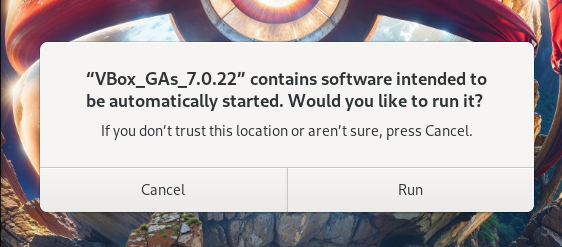 “VBox_GAs_7.0.22” contains software intended to
be automatically started. Would you like to run it?
If you don’t trust this location or aren’t sure, press Cancel.
Cancel
Run